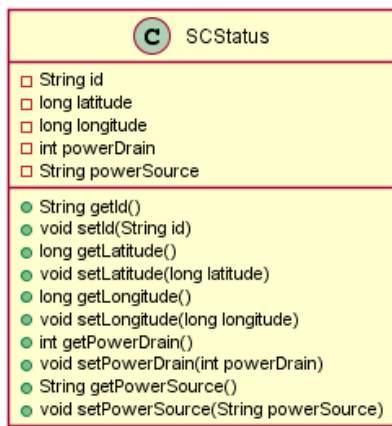 C SCStatus
String id
long latitude
long longitude
int powerDrain
String powerSource
String getId()
void setId(String id)
long getLatitude()
void setLatitude(long latitude)
long getLongitude()
void setLongitude(long longitude)
int getPowerDrain()
void setPowerDrain(int powerDrain)
String getPowerSource()
void setPowerSource(String powerSource)